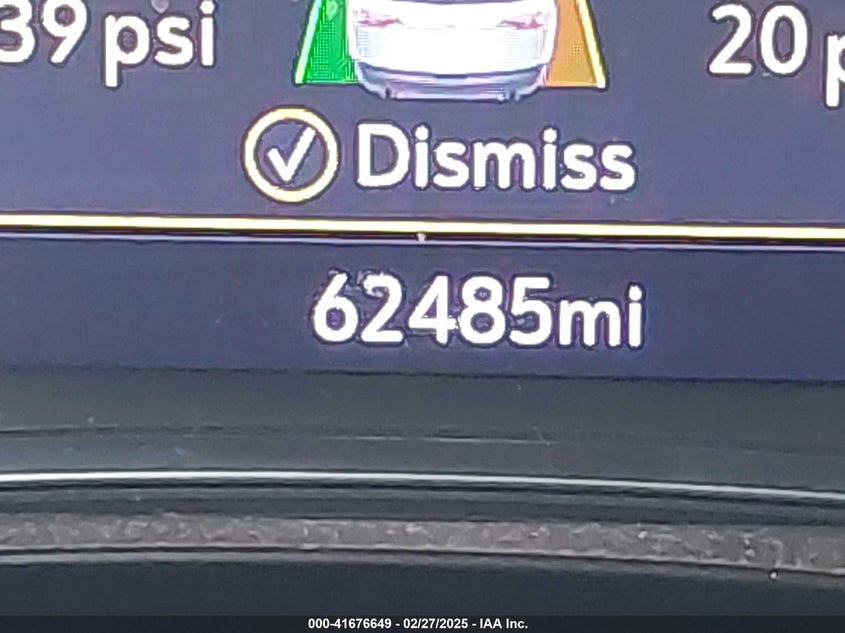 39 psi 20 p
Dismiss
62485mi
000-41676649 - 02/27/2025 - IAA Inc.